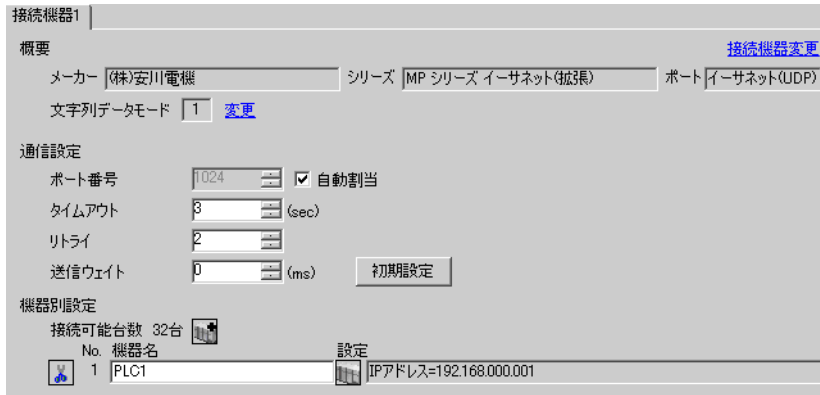 接続機器1
概要 接続機器変更
メーカー (株)安川電機 シリーズ MP シリーズ イーサネット(拡張) ポート イーサネット(UDP)
文字列データモード 1 変更
通信設定
ポート番号 1024 自動割当
タイムアウト 3 (sec)
リトライ 2
送信ウェイト 0 (ms) 初期設定
機器別設定
接続可能台数 32台
No. 機器名 設定
1 PLC1 IPアドレス=192.168.000.001